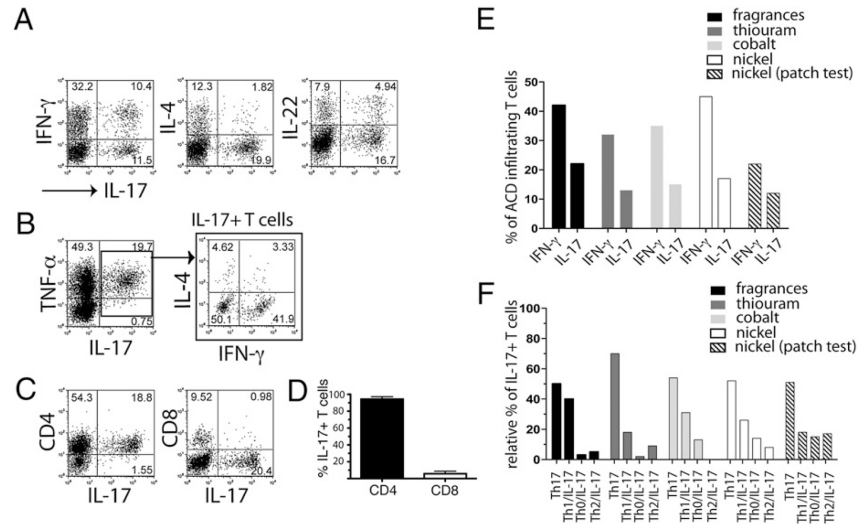 A
32.2 10.4
IFN-γ
11.5
12.3 1.82
IL-4
19.9
7.9 4.94
IL-22
16.7
IL-17
B
49.3 19.7
TNF-α
0.75
IL-17
IL-17+ T cells
4.62 3.33
IL-4
50.1 41.9
IFN-γ
C
54.3 18.8
CD4
1.55
IL-17
9.52 0.98
CD8
20.4
IL-17
D
% IL-17+ T cells
100
80
60
40
20
0
CD4 CD8
E
fragrances
thiouram
cobalt
nickel
nickel (patch test)
% of ACD infiltrating T cells
50
40
30
20
10
0
IFN-γ IL-17 IFN-γ IL-17 IFN-γ IL-17 IFN-γ IL-17 IFN-γ IL-17
F
fragrances
thiouram
cobalt
nickel
nickel (patch test)
relative % of IL-17+ T cells
100
80
60
40
20
0
Th17 Th1/IL-17 Th0/IL-17 Th2/IL-17 Th17 Th1/IL-17 Th0/IL-17 Th2/IL-17 Th17 Th1/IL-17 Th0/IL-17 Th2/IL-17 Th17 Th1/IL-17 Th0/IL-17 Th2/IL-17 Th17 Th1/IL-17 Th0/IL-17 Th2/IL-17